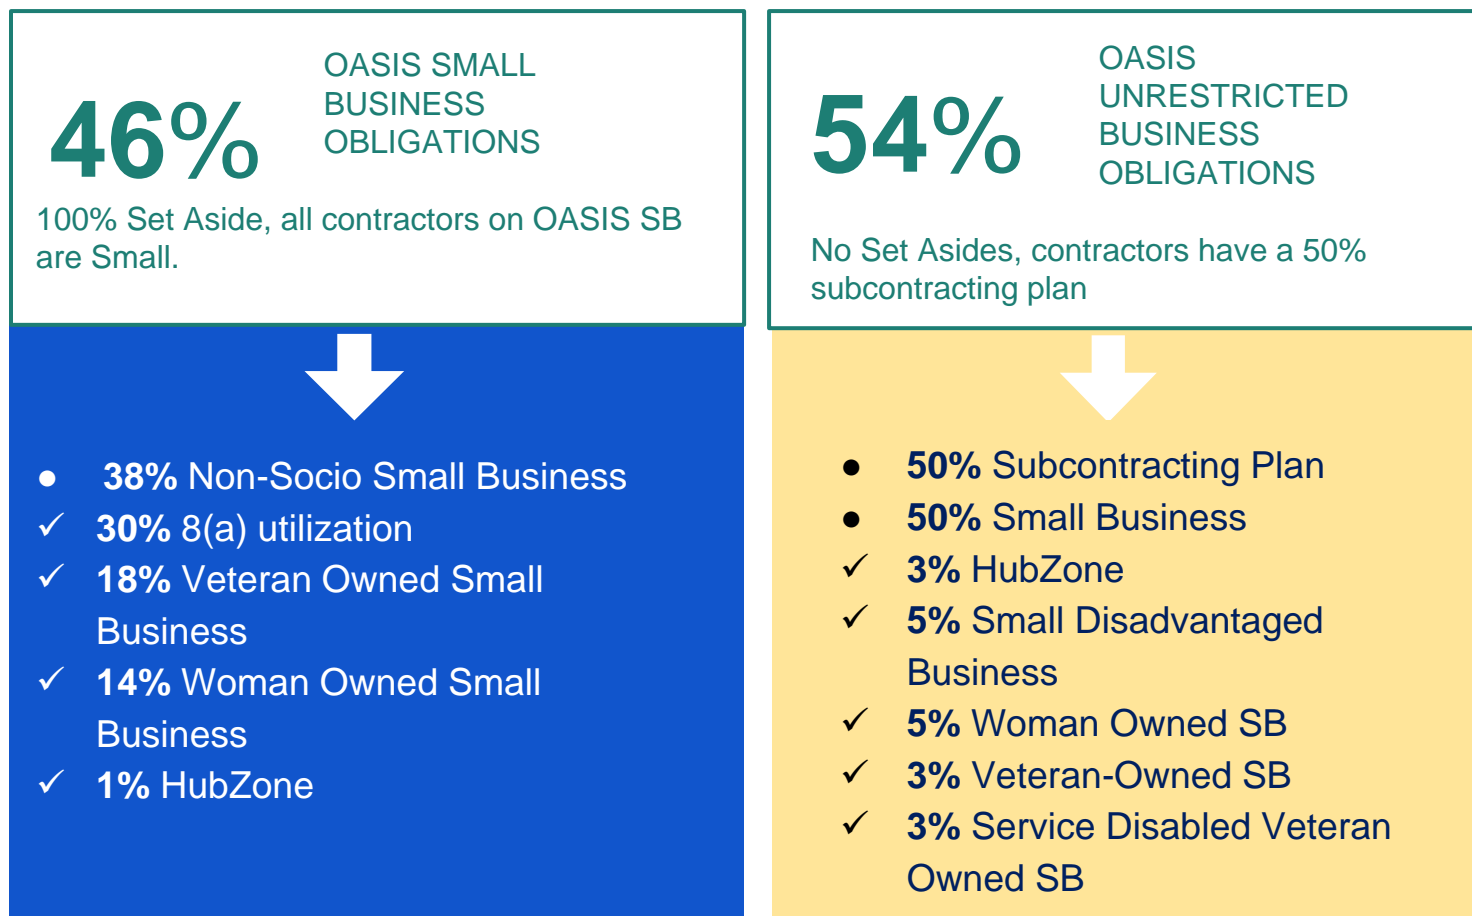 46%
OASIS SMALL
BUSINESS
OBLIGATIONS
100% Set Aside, all contractors on OASIS SB
are Small.
● 38% Non-Socio Small Business
✓ 30% 8(a) utilization
✓ 18% Veteran Owned Small
Business
✓ 14% Woman Owned Small
Business
✓ 1% HubZone
54%
OASIS
UNRESTRICTED
BUSINESS
OBLIGATIONS
No Set Asides, contractors have a 50%
subcontracting plan
● 50% Subcontracting Plan
● 50% Small Business
✓ 3% HubZone
✓ 5% Small Disadvantaged
Business
✓ 5% Woman Owned SB
✓ 3% Veteran-Owned SB
✓ 3% Service Disabled Veteran
Owned SB